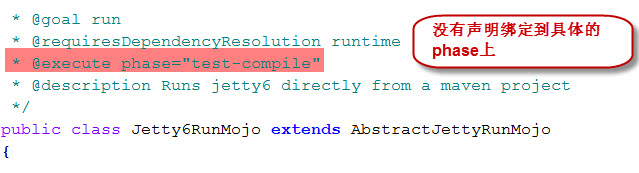 * @goal run
* @requiresDependencyResolution runtime
* @execute phase="test-compile"
* @description Runs jetty6 directly from a maven project
*/
public class Jetty6RunMojo extends AbstractJettyRunMojo
{
没有声明绑定到具体的
phase上